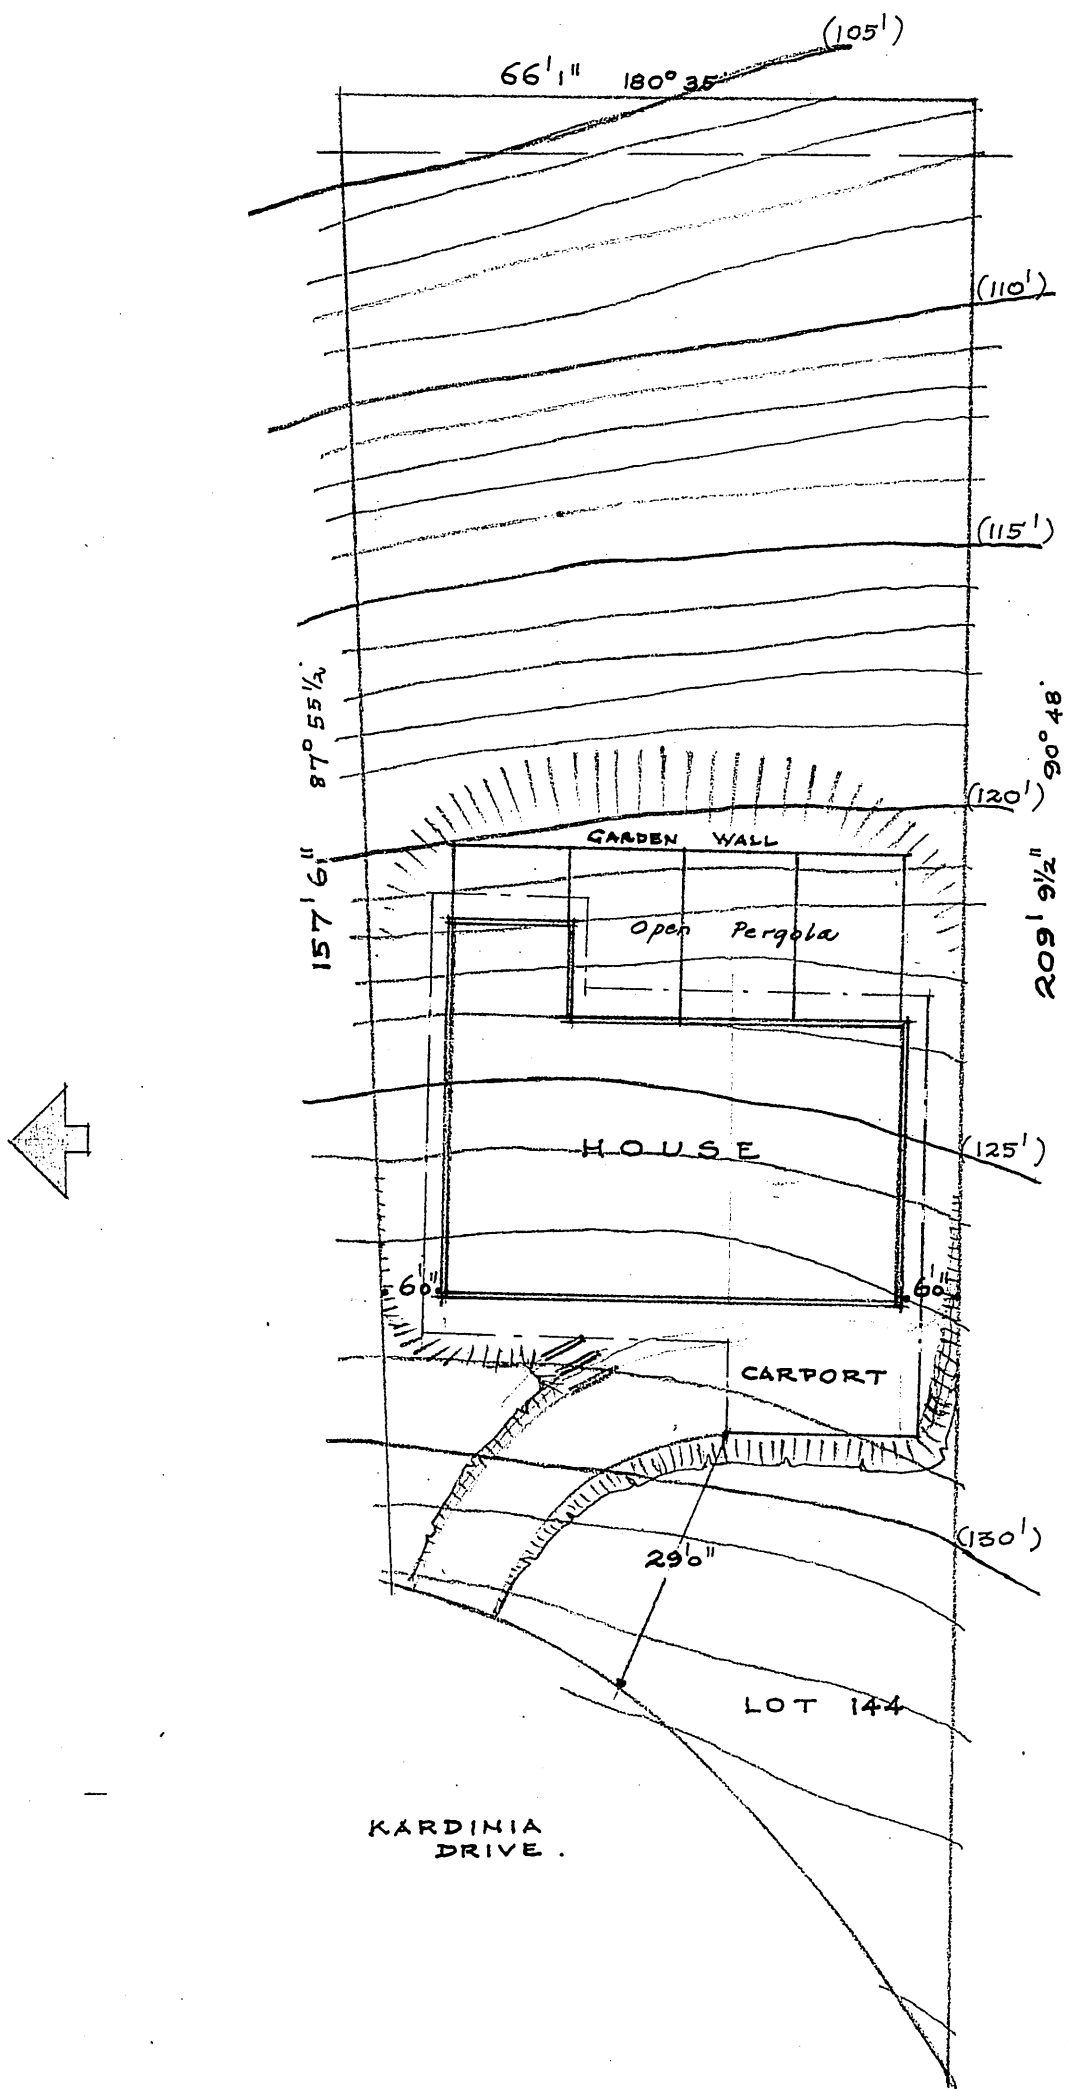 (105')
66' 1" 180° 35
(110')
(115')
87° 55½'
90° 48'
(120')
GARDEN WALL
157' 6"
209' 9½"
Open Pergola
HOUSE
(125')
6'0"
6'0"
CARPORT
(130')
29'0"
LOT 144
KARDINIA
DRIVE.